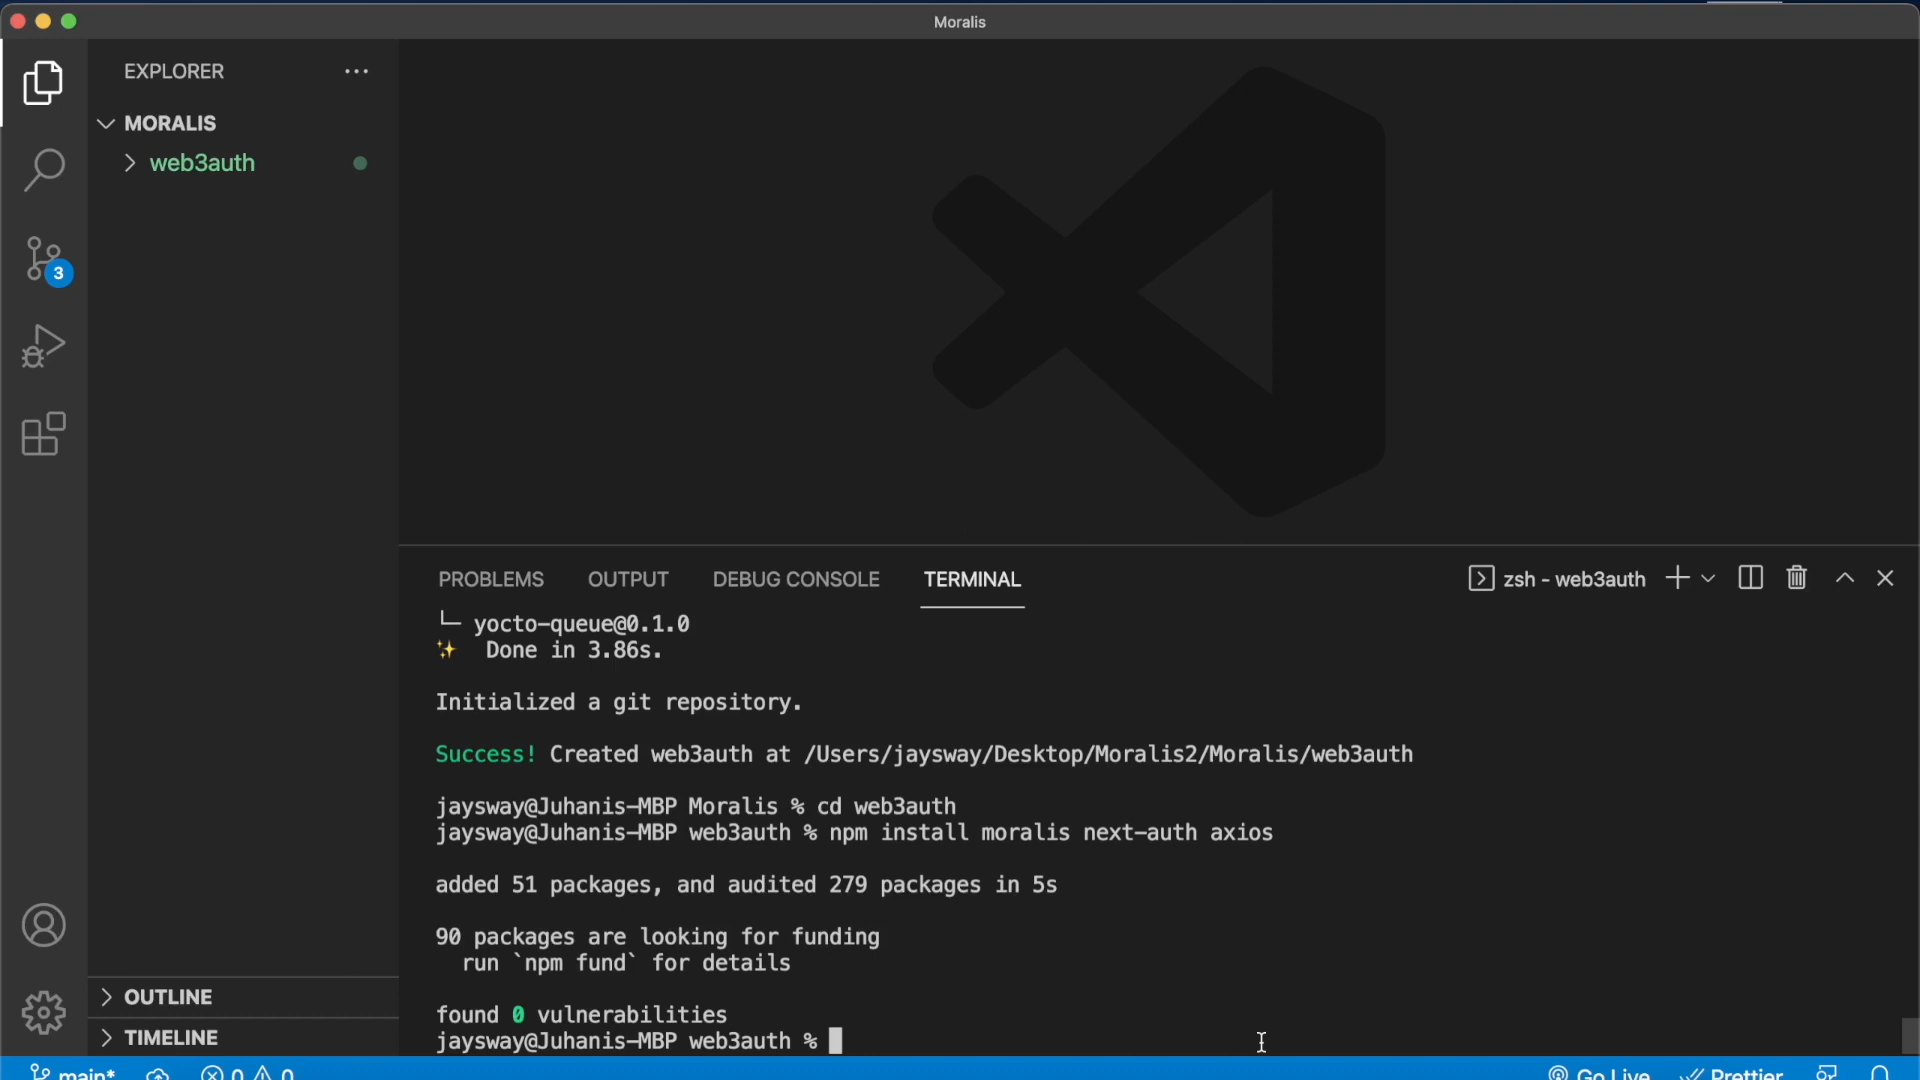 Moralis
EXPLORER
MORALIS
web3auth
3
OUTLINE
TIMELINE
PROBLEMS
OUTPUT
DEBUG CONSOLE
TERMINAL
zsh - web3auth
└─ yocto-queue@0.1.0
✨ Done in 3.86s.
Initialized a git repository.
Success! Created web3auth at /Users/jaysway/Desktop/Moralis2/Moralis/web3auth
jaysway@Juhanis-MBP Moralis % cd web3auth
jaysway@Juhanis-MBP web3auth % npm install moralis next-auth axios
added 51 packages, and audited 279 packages in 5s
90 packages are looking for funding
run `npm fund` for details
found 0 vulnerabilities
jaysway@Juhanis-MBP web3auth %
main*
0
0
Go Live
Prettier